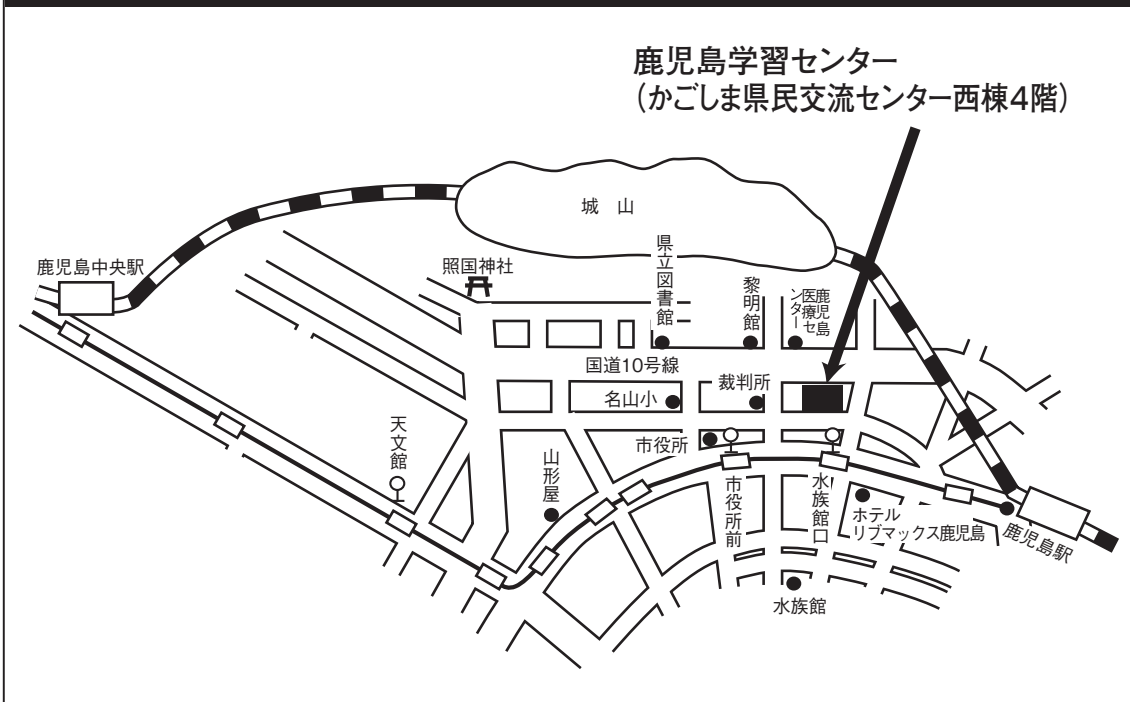 鹿児島学習センター
(かごしま県民交流センター西棟4階)
城 山
鹿児島中央駅
照国神社
県立図書館
黎明館
鹿児島
医療セ
ンター
国道10号線
名山小
裁判所
市役所
天文館
山形屋
市役所前
水族館口
ホテル
リブマックス鹿児島
鹿児島駅
水族館